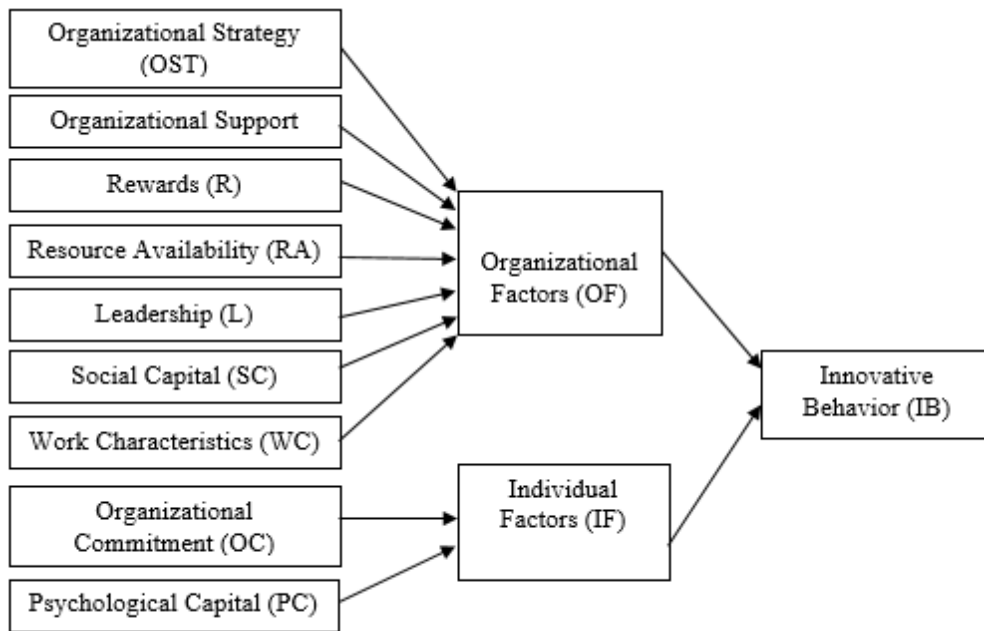 Organizational Strategy
(OST)
Organizational Support
Rewards (R)
Resource Availability (RA)
Leadership (L)
Social Capital (SC)
Work Characteristics (WC)
Organizational
Commitment (OC)
Psychological Capital (PC)
Organizational
Factors (OF)
Individual
Factors (IF)
Innovative
Behavior (IB)